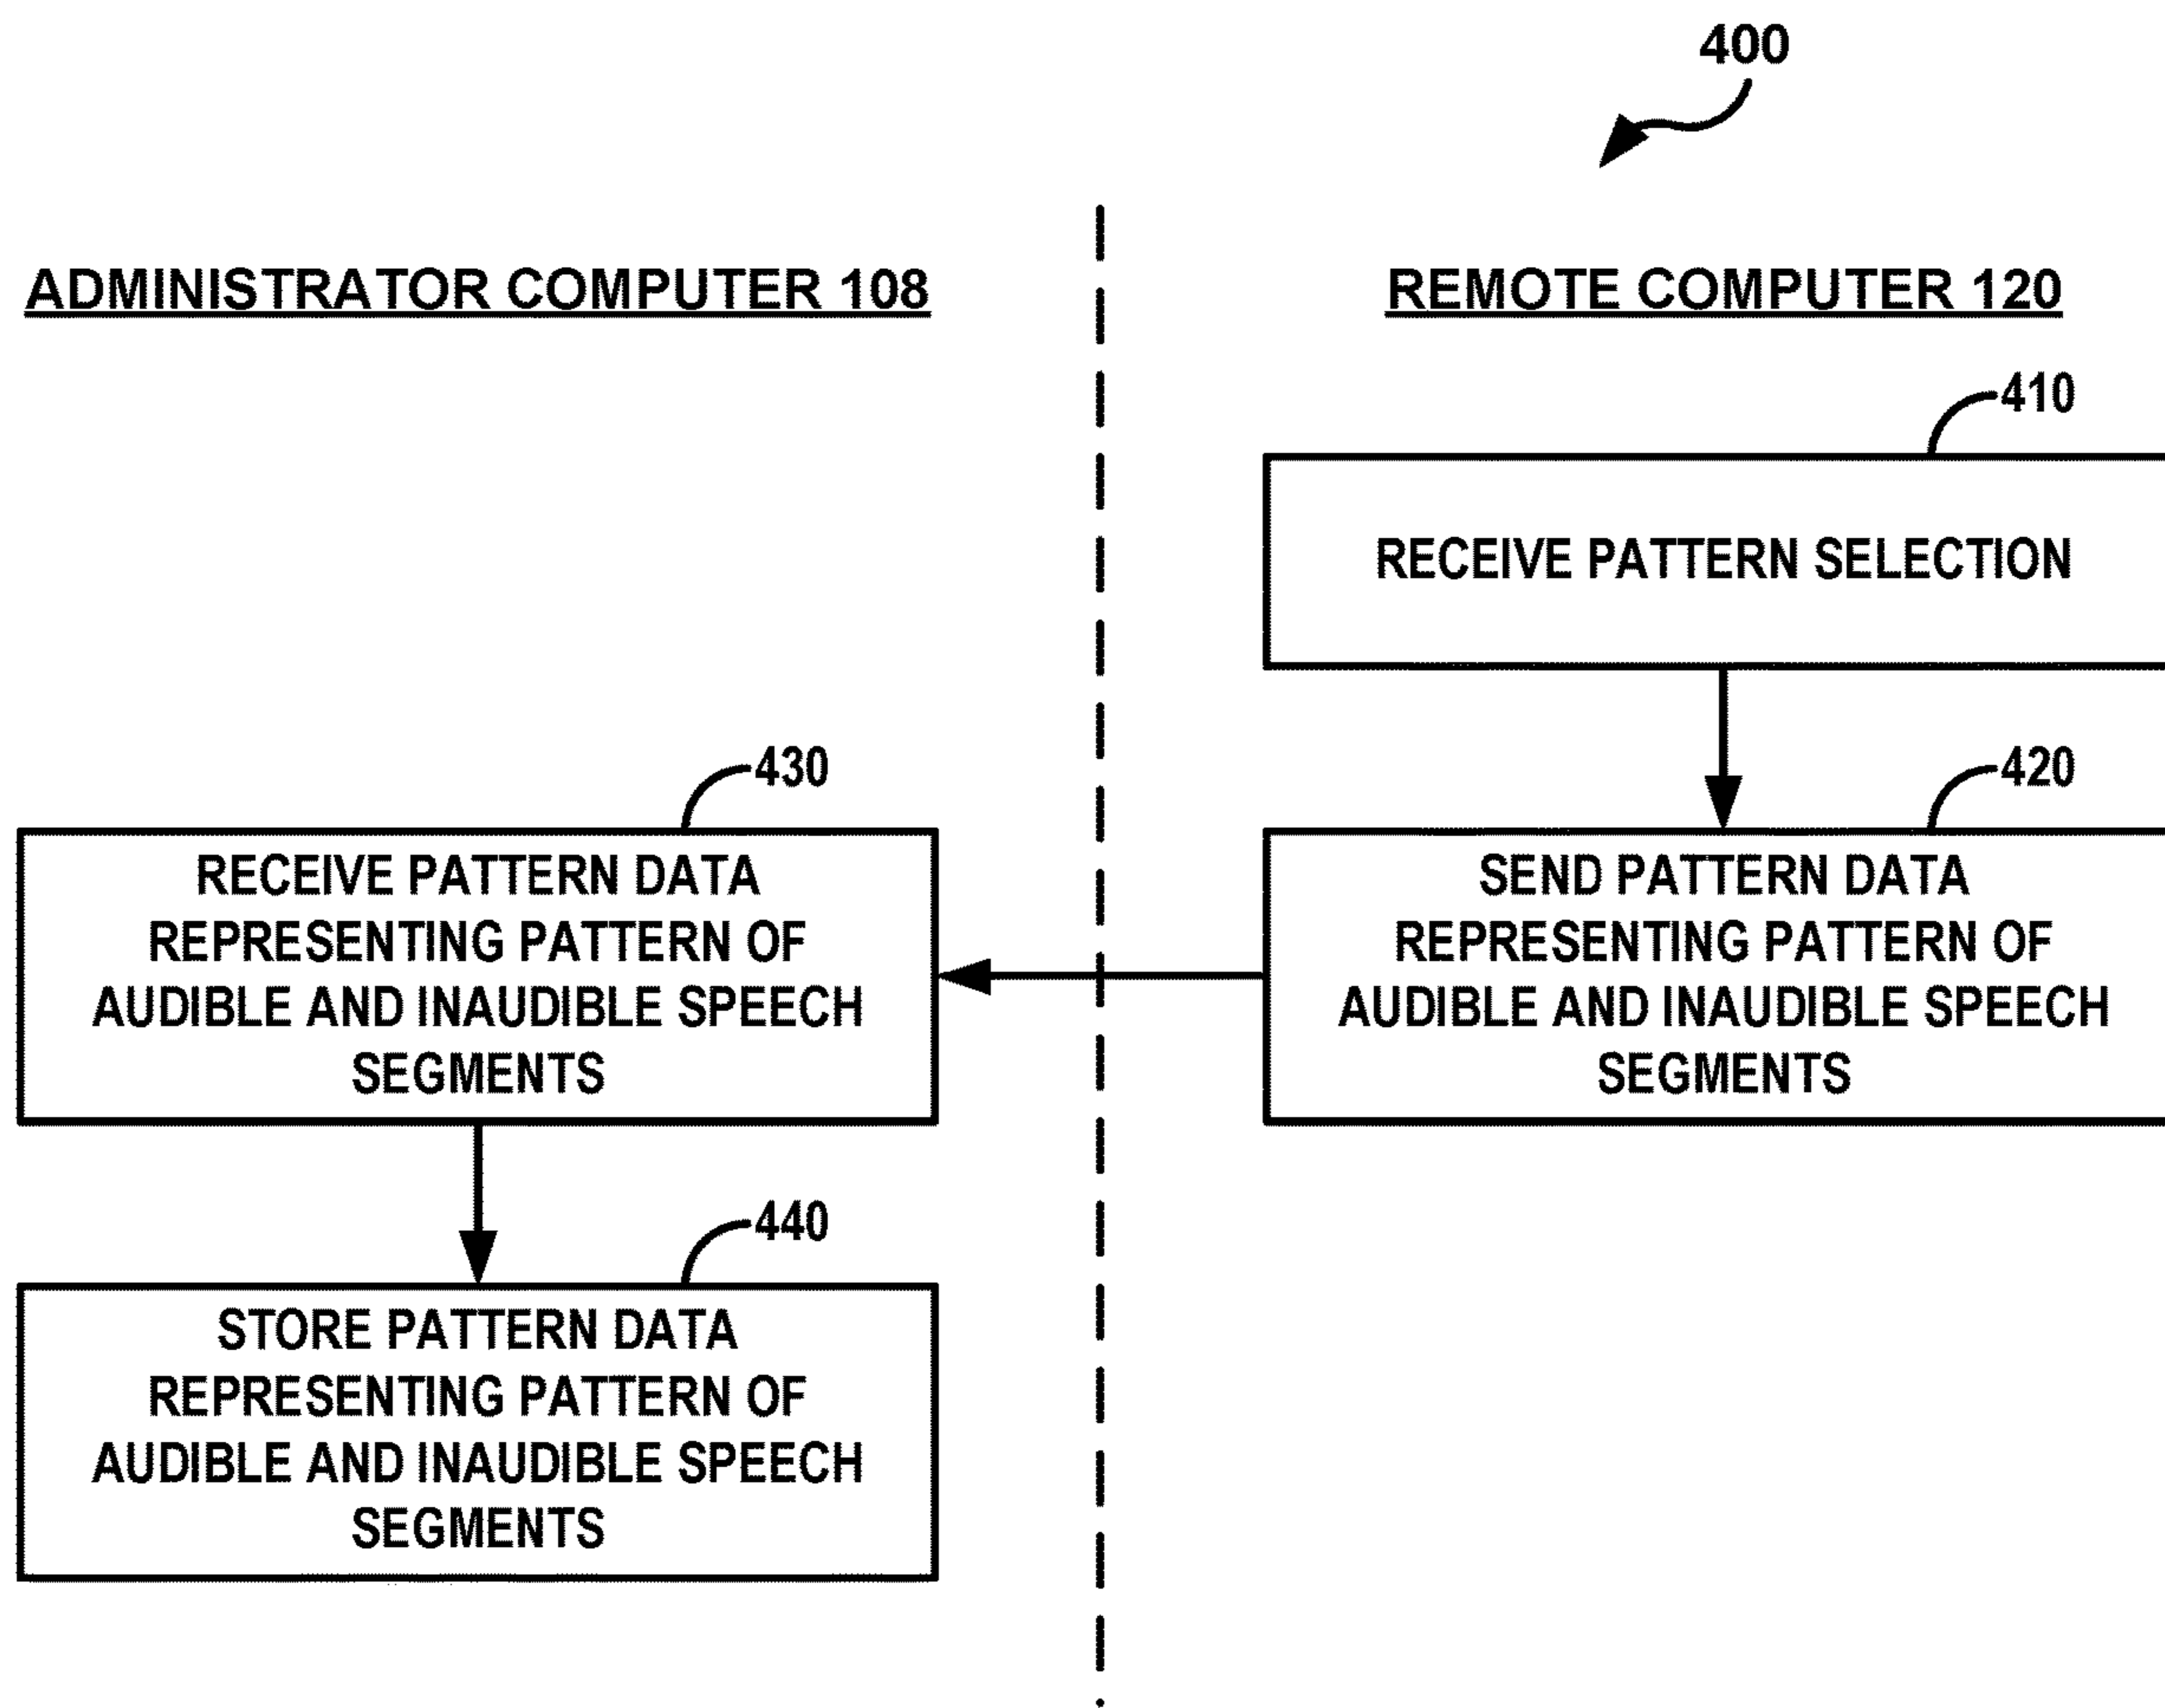 400
ADMINISTRATOR COMPUTER 108
REMOTE COMPUTER 120
410
RECEIVE PATTERN SELECTION
430
RECEIVE PATTERN DATA
REPRESENTING PATTERN OF
AUDIBLE AND INAUDIBLE SPEECH
SEGMENTS
420
SEND PATTERN DATA
REPRESENTING PATTERN OF
AUDIBLE AND INAUDIBLE SPEECH
SEGMENTS
440
STORE PATTERN DATA
REPRESENTING PATTERN OF
AUDIBLE AND INAUDIBLE SPEECH
SEGMENTS